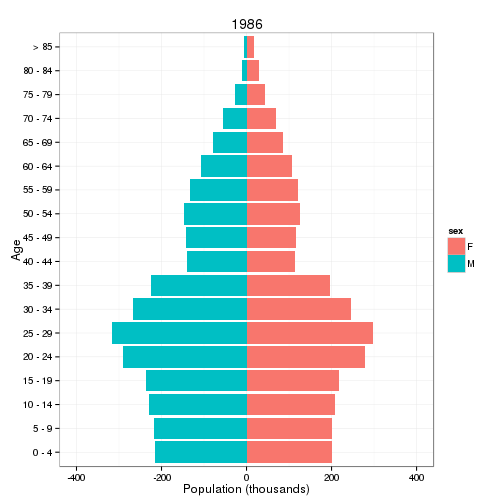 1986
> 85
80 - 84
75 - 79
70 - 74
65 - 69
60 - 64
55 - 59
50 - 54
45 - 49
40 - 44
35 - 39
30 - 34
25 - 29
20 - 24
15 - 19
10 - 14
5 - 9
0 - 4
Age
-400 -200 0 200 400
Population (thousands)
sex
F
M